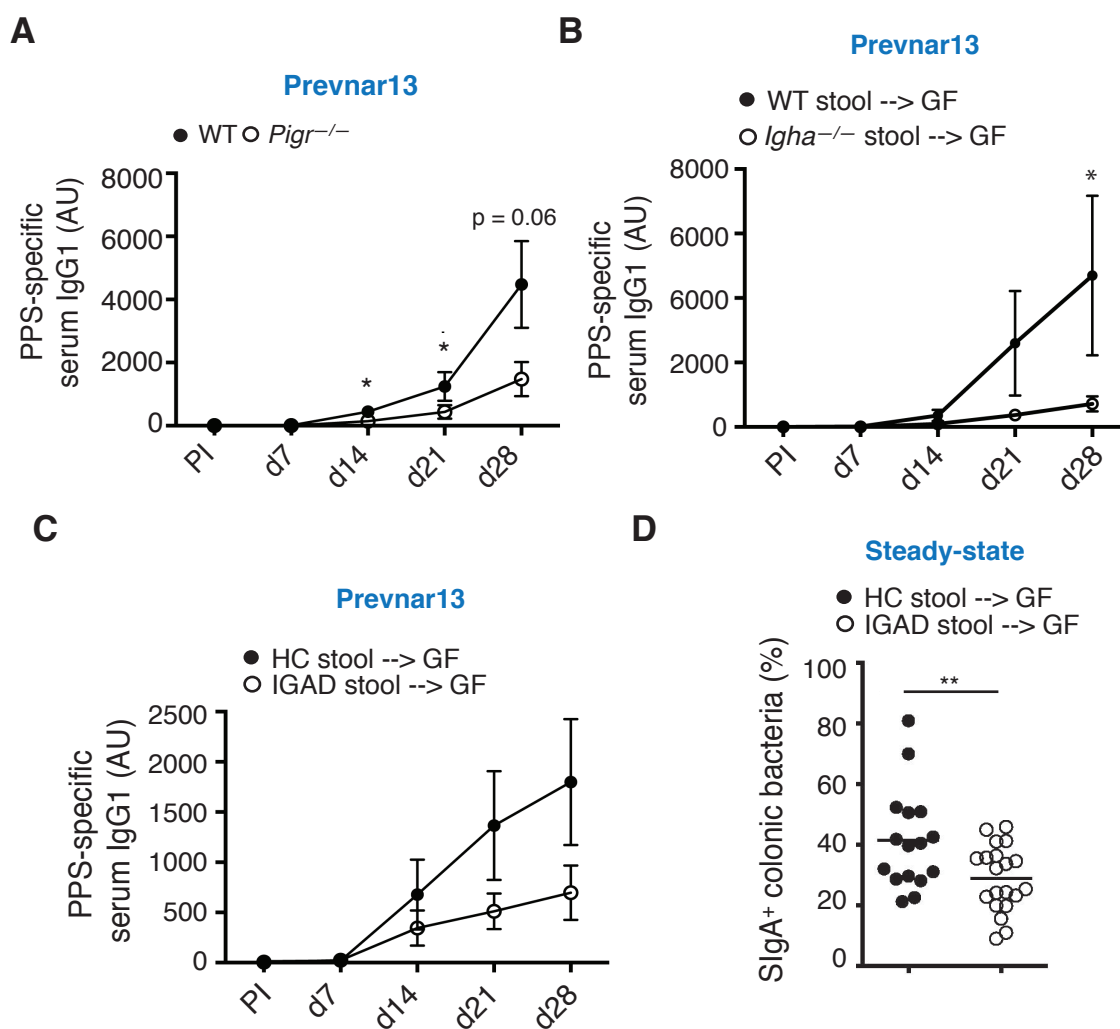 A
Prevnar13
● WT ○ Pigr−/−
PPS-specific
serum IgG1 (AU)
8000
6000
4000
2000
0
*
*
p = 0.06
PI
d7
d14
d21
d28
B
Prevnar13
● WT stool --> GF
○ Igha−/− stool --> GF
PPS-specific
serum IgG1 (AU)
8000
6000
6000
2000
0
*
PI
d7
d14
d21
d28
C
Prevnar13
● HC stool --> GF
○ IGAD stool --> GF
PPS-specific
serum IgG1 (AU)
2500
2000
1500
1000
500
0
PI
d7
d14
d21
d28
D
Steady-state
● HC stool --> GF
○ IGAD stool --> GF
SIgA+ colonic bacteria (%)
100
80
60
40
20
0
**